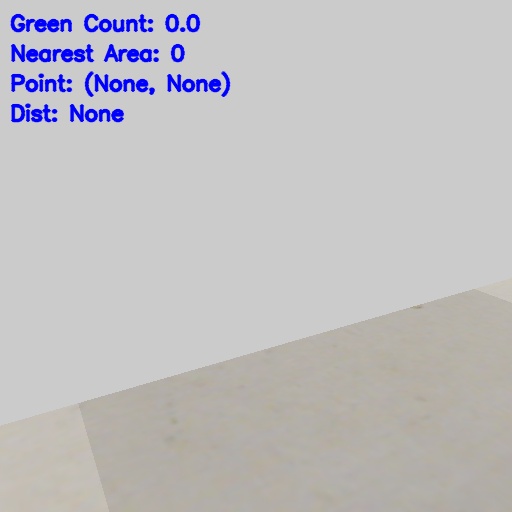 Green Count: 0.0
Nearest Area: 0
Point: (None, None)
Dist: None